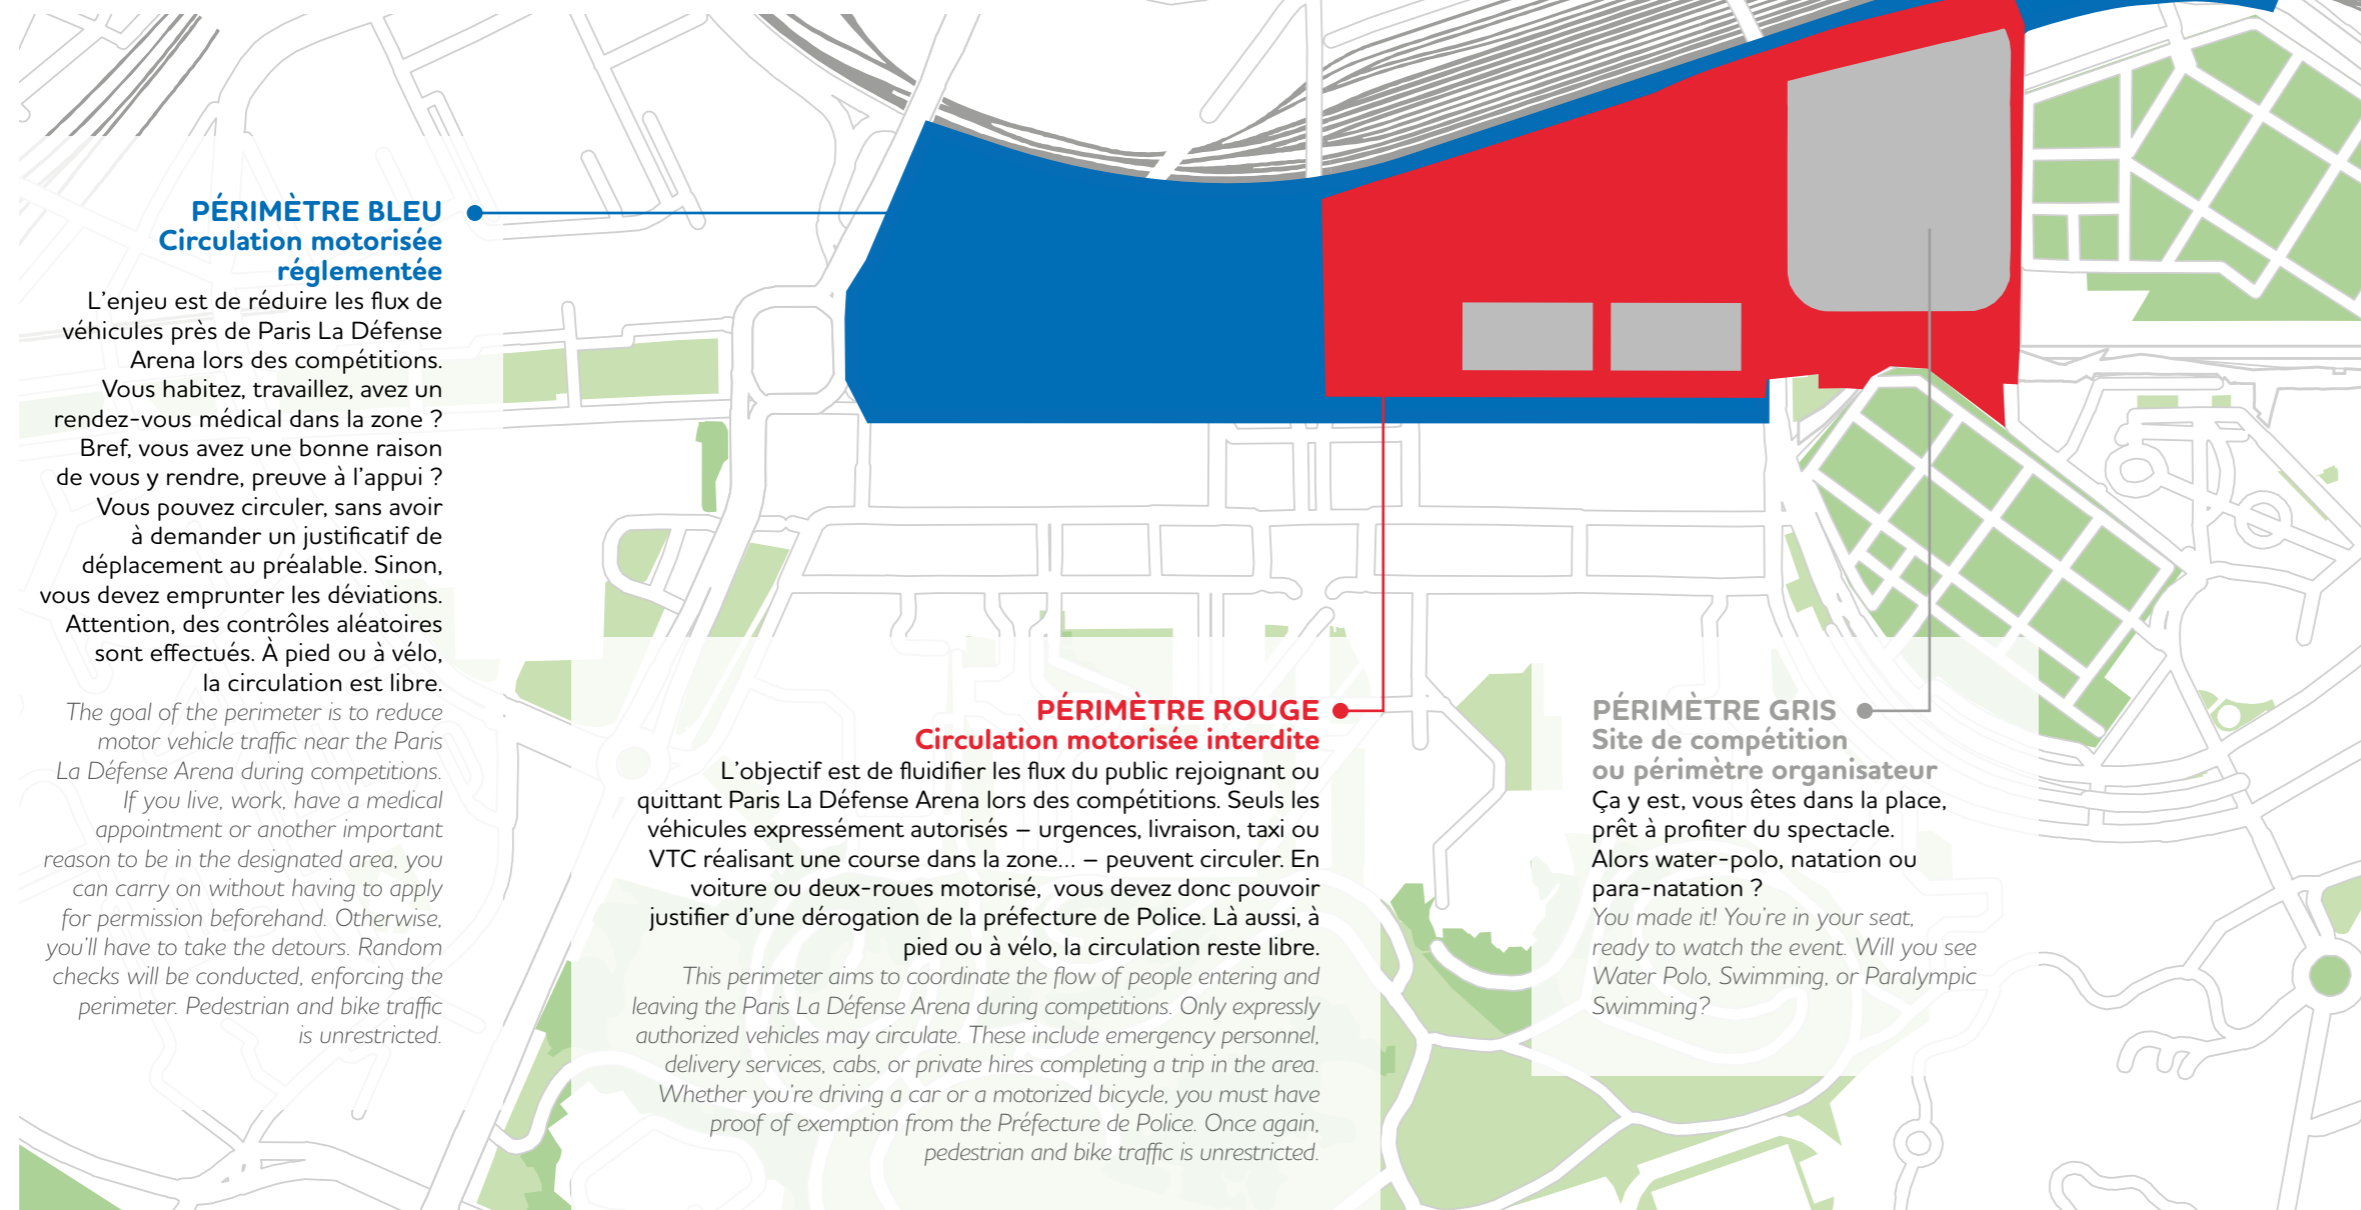 PÉRIMÈTRE BLEU
Circulation motorisée
réglementée
L’enjeu est de réduire les flux de
véhicules près de Paris La Défense
Arena lors des compétitions.
Vous habitez, travaillez, avez un
rendez-vous médical dans la zone ?
Bref, vous avez une bonne raison
de vous y rendre, preuve à l’appui ?
Vous pouvez circuler, sans avoir
à demander un justificatif de
déplacement au préalable. Sinon,
vous devez emprunter les déviations.
Attention, des contrôles aléatoires
sont effectués. À pied ou à vélo,
la circulation est libre.
The goal of the perimeter is to reduce
motor vehicle traffic near the Paris
La Défense Arena during competitions.
If you live, work, have a medical
appointment or another important
reason to be in the designated area, you
can carry on without having to apply
for permission beforehand. Otherwise,
you’ll have to take the detours. Random
checks will be conducted, enforcing the
perimeter. Pedestrian and bike traffic
is unrestricted.
PÉRIMÈTRE ROUGE
Circulation motorisée interdite
L’objectif est de fluidifier les flux du public rejoignant ou
quittant Paris La Défense Arena lors des compétitions. Seuls les
véhicules expressément autorisés – urgences, livraison, taxi ou
VTC réalisant une course dans la zone... – peuvent circuler. En
voiture ou deux-roues motorisé, vous devez donc pouvoir
justifier d’une dérogation de la préfecture de Police. Là aussi, à
pied ou à vélo, la circulation reste libre.
This perimeter aims to coordinate the flow of people entering and
leaving the Paris La Défense Arena during competitions. Only expressly
authorized vehicles may circulate. These include emergency personnel,
delivery services, cabs, or private hires completing a trip in the area.
Whether you’re driving a car or a motorized bicycle, you must have
proof of exemption from the Préfecture de Police. Once again,
pedestrian and bike traffic is unrestricted.
PÉRIMÈTRE GRIS
Site de compétition
ou périmètre organisateur
Ça y est, vous êtes dans la place,
prêt à profiter du spectacle.
Alors water-polo, natation ou
para-natation ?
You made it! You’re in your seat,
ready to watch the event. Will you see
Water Polo, Swimming, or Paralympic
Swimming?